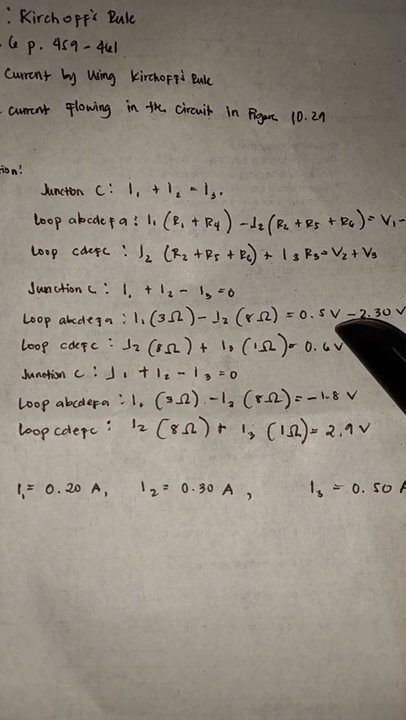 : Kirchoff's Rule
6 p. 459 - 461
Current by Using Kirchoff's Rule
current flowing in the circuit in Figure 10.29
ion:
Junction C: I₁ + I₂ = I₃.
Loop abcdefa: I₁ (R₁ + R₄) - I₂ (R₂ + R₅ + R₆) = V₁ -
Loop cdefc: I₂ (R₂ + R₅ + R₆) + I₃ R₃ = V₂ + V₃
Junction C: I₁ + I₂ - I₃ = 0
Loop abcdefa: I₁ (3Ω) - I₂ (8Ω) = 0.5V - 2.30 V
Loop cdefc: I₂ (8Ω) + I₃ (1Ω) = 0.6V
Junction C: I₁ + I₂ - I₃ = 0
Loop abcdefa: I₁ (3Ω) - I₂ (8Ω) = -1.8 V
Loop cdefc: I₂ (8Ω) + I₃ (1Ω) = 2.9 V
I₁ = 0.20 A, I₂ = 0.30 A, I₃ = 0.50 A